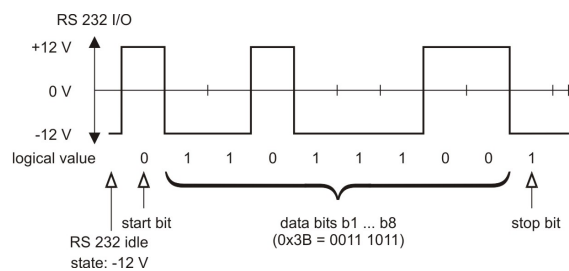 RS 232 I/O
+12 V
0 V
-12 V
logical value 0 1 1 0 1 1 1 0 0 1
start bit
data bits b1 ... b8
(0x3B = 0011 1011)
stop bit
RS 232 idle
state: -12 V